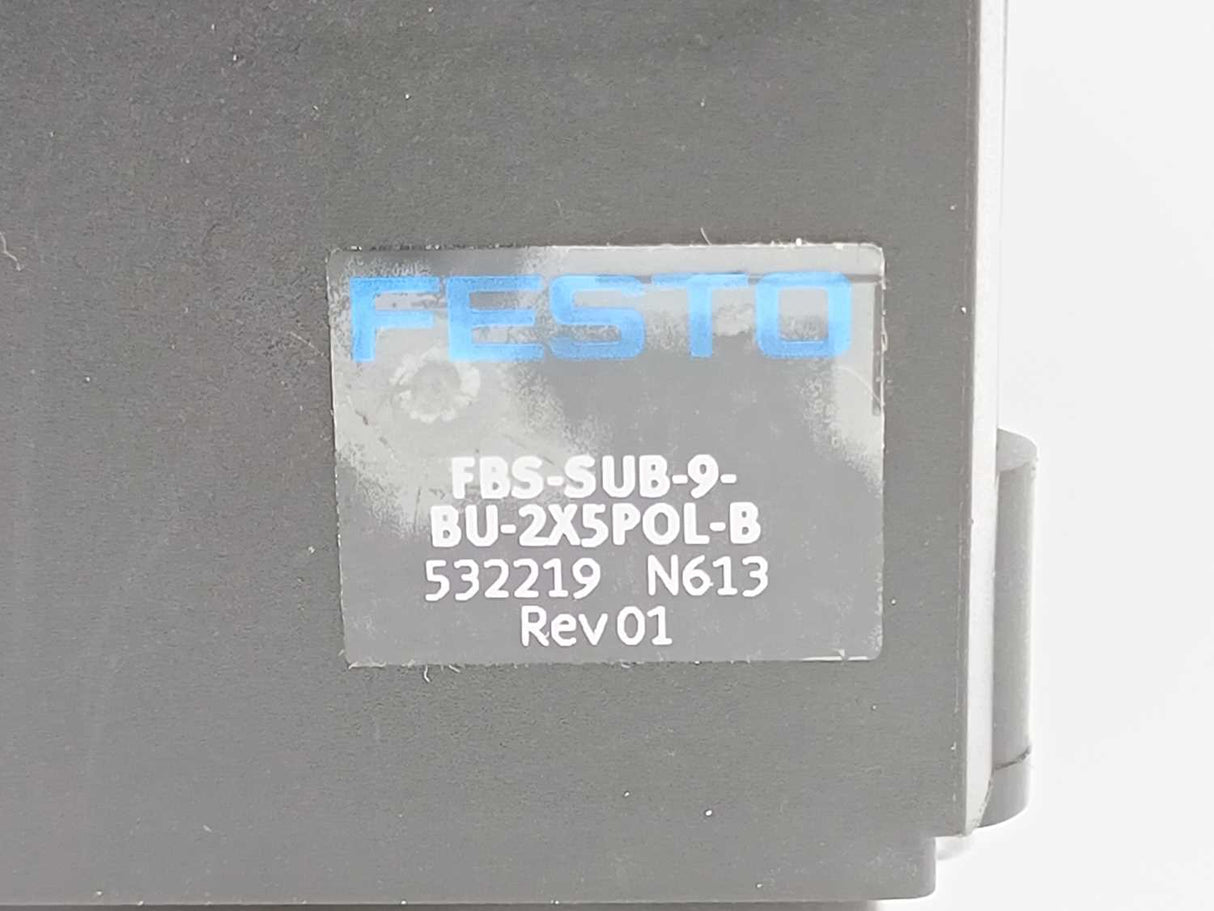 FESTO
FBS-SUB-9-
BU-2X5POL-B
532219 N613
Rev 01